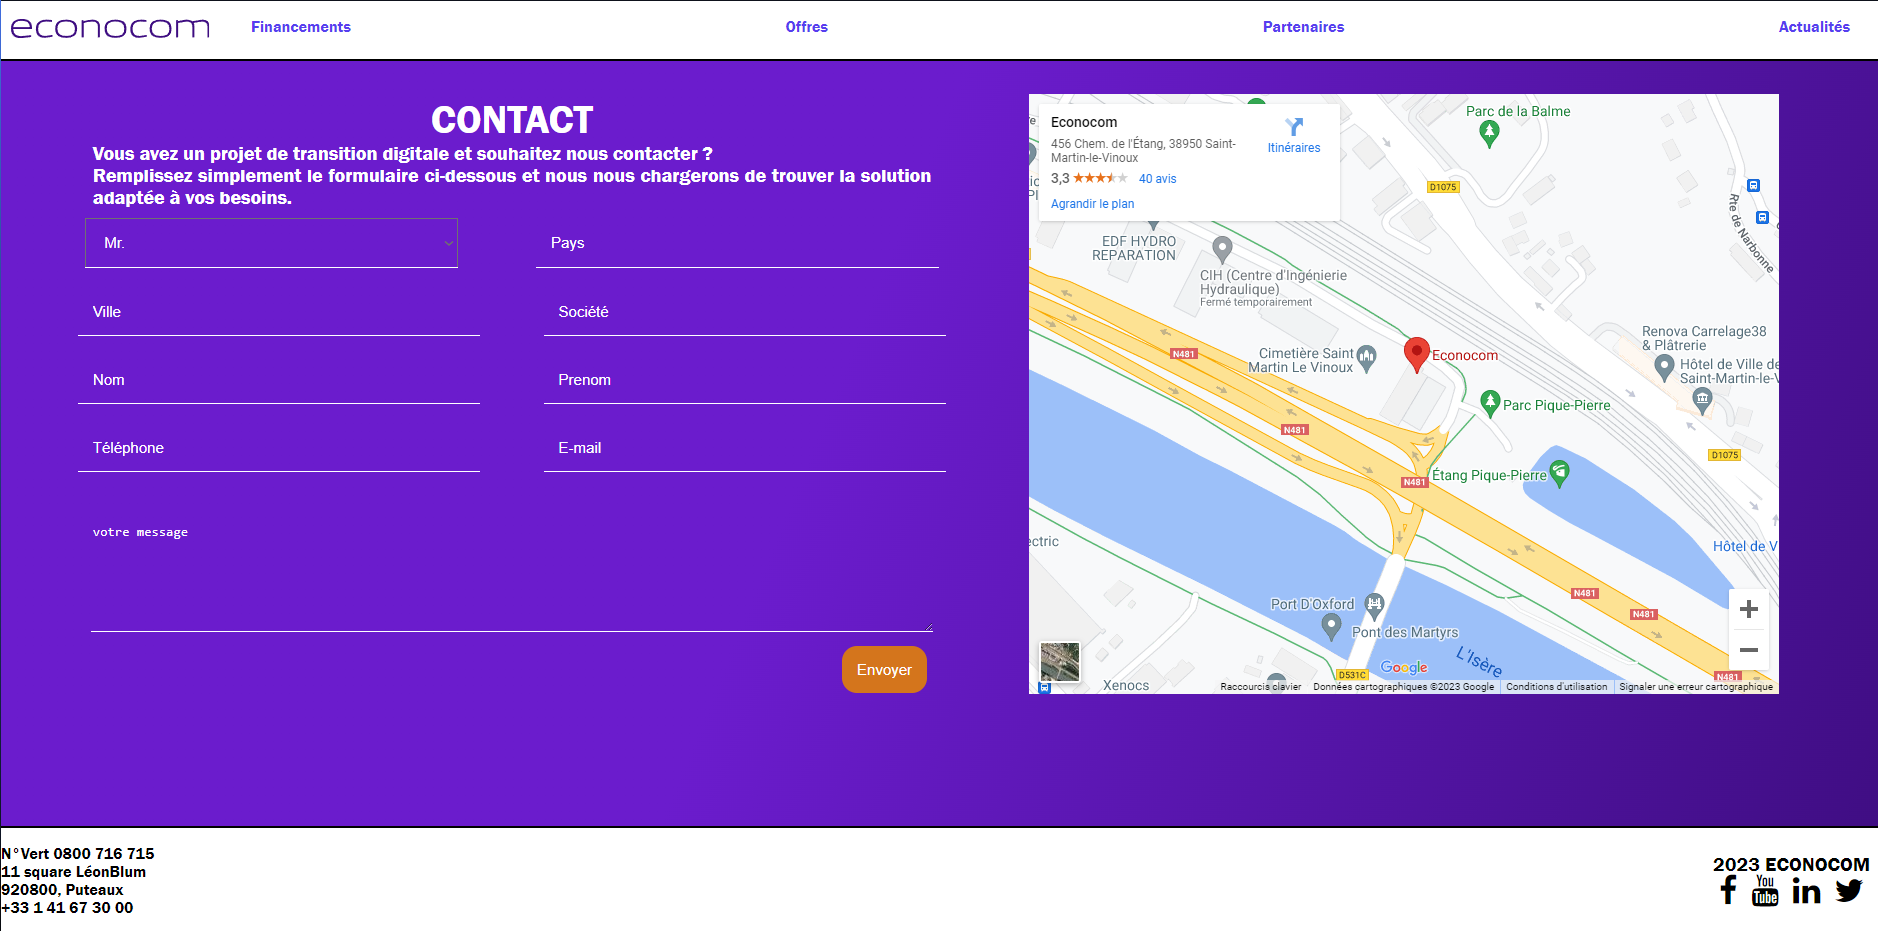 econocom
Financements
Offres
Partenaires
Actualités
CONTACT
Vous avez un projet de transition digitale et souhaitez nous contacter ?
Remplissez simplement le formulaire ci-dessous et nous nous chargerons de trouver la solution
adaptée à vos besoins.
Mr.
Pays
Ville
Société
Nom
Prenom
Téléphone
E-mail
votre message
Envoyer
Econocom
456 Chem. de l'Étang, 38950 Saint-
Martin-le-Vinoux
3,3
40 avis
Agrandir le plan
Itinéraires
Parc de la Balme
D1075
Rte de Narbonne
EDF HYDRO
REPARATION
CIH (Centre d'Ingénierie
Hydraulique)
Fermé temporairement
N481
Cimetière Saint
Martin Le Vinoux
Econocom
Renova Carrelage38
& Plâtrerie
Hôtel de Ville de
Saint-Martin-le-V
Parc Pique-Pierre
N481
D1075
Étang Pique-Pierre
N481
ectric
Hôtel de V
N481
N481
Port D'Oxford
Pont des Martyrs
L'Isère
Google
D531C
N481
Xenocs
Raccourcis clavier
Données cartographiques ©2023 Google
Conditions d'utilisation
Signaler une erreur cartographique
N°Vert 0800 716 715
11 square LéonBlum
920800, Puteaux
+33 1 41 67 30 00
2023 ECONOCOM
You
Tube
in